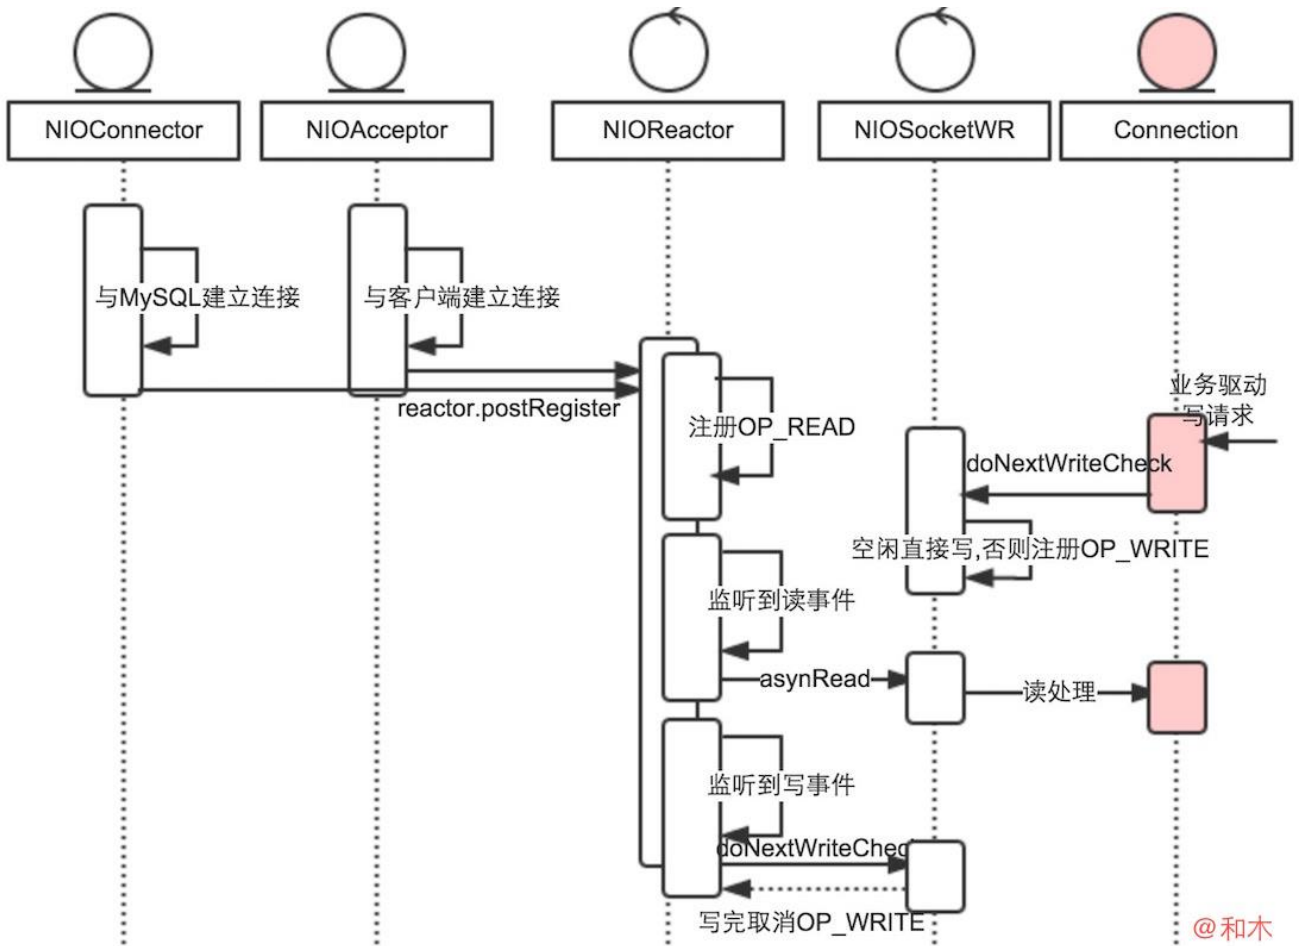 NIOConnector
NIOAcceptor
NIOReactor
NIOSocketWR
Connection
与MySQL建立连接
与客户端建立连接
reactor.postRegister
注册OP_READ
业务驱动
写请求
doNextWriteCheck
空闲直接写,否则注册OP_WRITE
监听到读事件
asynRead
读处理
监听到写事件
doNextWriteChec
写完取消OP_WRITE
@和木